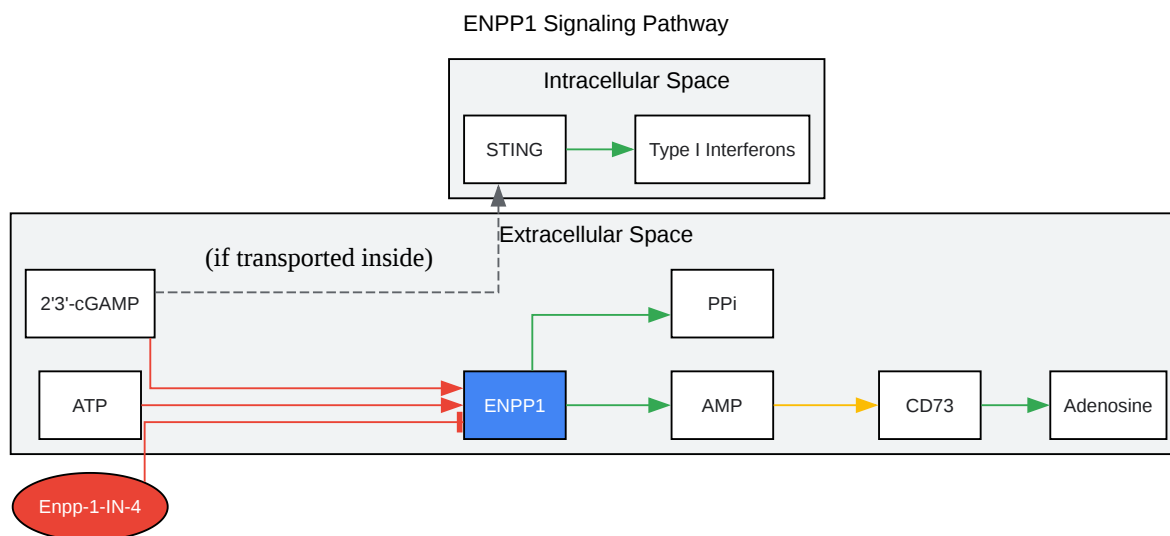 ENPP1 Signaling Pathway
Intracellular Space
STING
Type I Interferons
Extracellular Space
(if transported inside)
2'3'-cGAMP
PPi
ATP
ENPP1
AMP
CD73
Adenosine
Enpp-1-IN-4